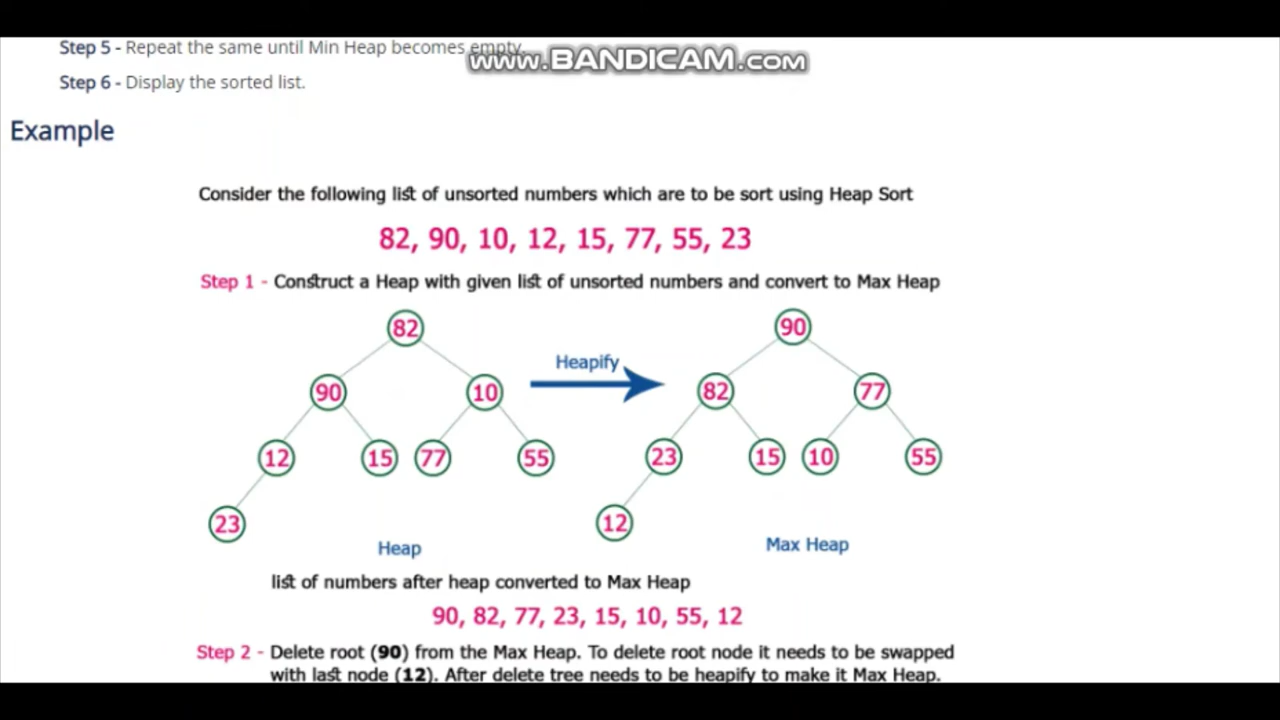 Step 5 - Repeat the same until Min Heap becomes empty.
www.BANDICAM.com
Step 6 - Display the sorted list.
Example
Consider the following list of unsorted numbers which are to be sort using Heap Sort
82, 90, 10, 12, 15, 77, 55, 23
Step 1 - Construct a Heap with given list of unsorted numbers and convert to Max Heap
82 90
Heapify
90 10 82 77
12 15 77 55 23 15 10 55
23 12
Heap Max Heap
list of numbers after heap converted to Max Heap
90, 82, 77, 23, 15, 10, 55, 12
Step 2 - Delete root (90) from the Max Heap. To delete root node it needs to be swapped
with last node (12). After delete tree needs to be heapify to make it Max Heap.